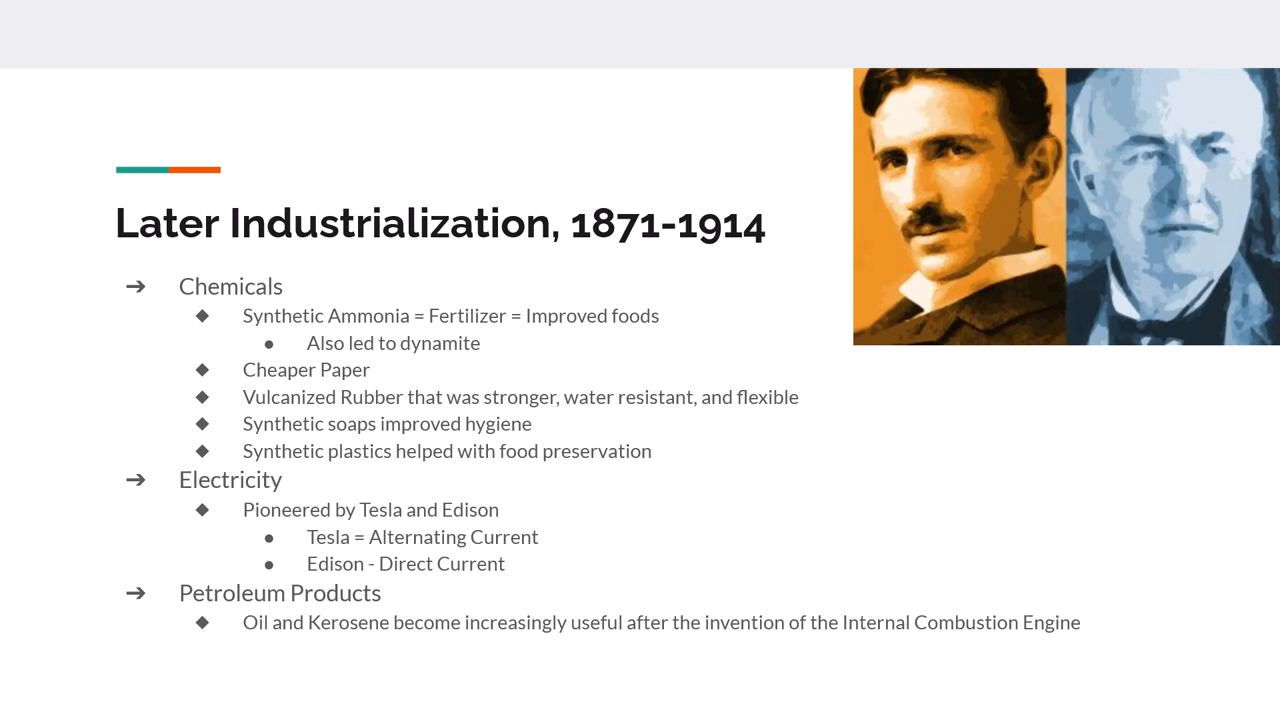 Later Industrialization, 1871-1914
➔ Chemicals
◆ Synthetic Ammonia = Fertilizer = Improved foods
● Also led to dynamite
◆ Cheaper Paper
◆ Vulcanized Rubber that was stronger, water resistant, and flexible
◆ Synthetic soaps improved hygiene
◆ Synthetic plastics helped with food preservation
➔ Electricity
◆ Pioneered by Tesla and Edison
● Tesla = Alternating Current
● Edison - Direct Current
➔ Petroleum Products
◆ Oil and Kerosene become increasingly useful after the invention of the Internal Combustion Engine